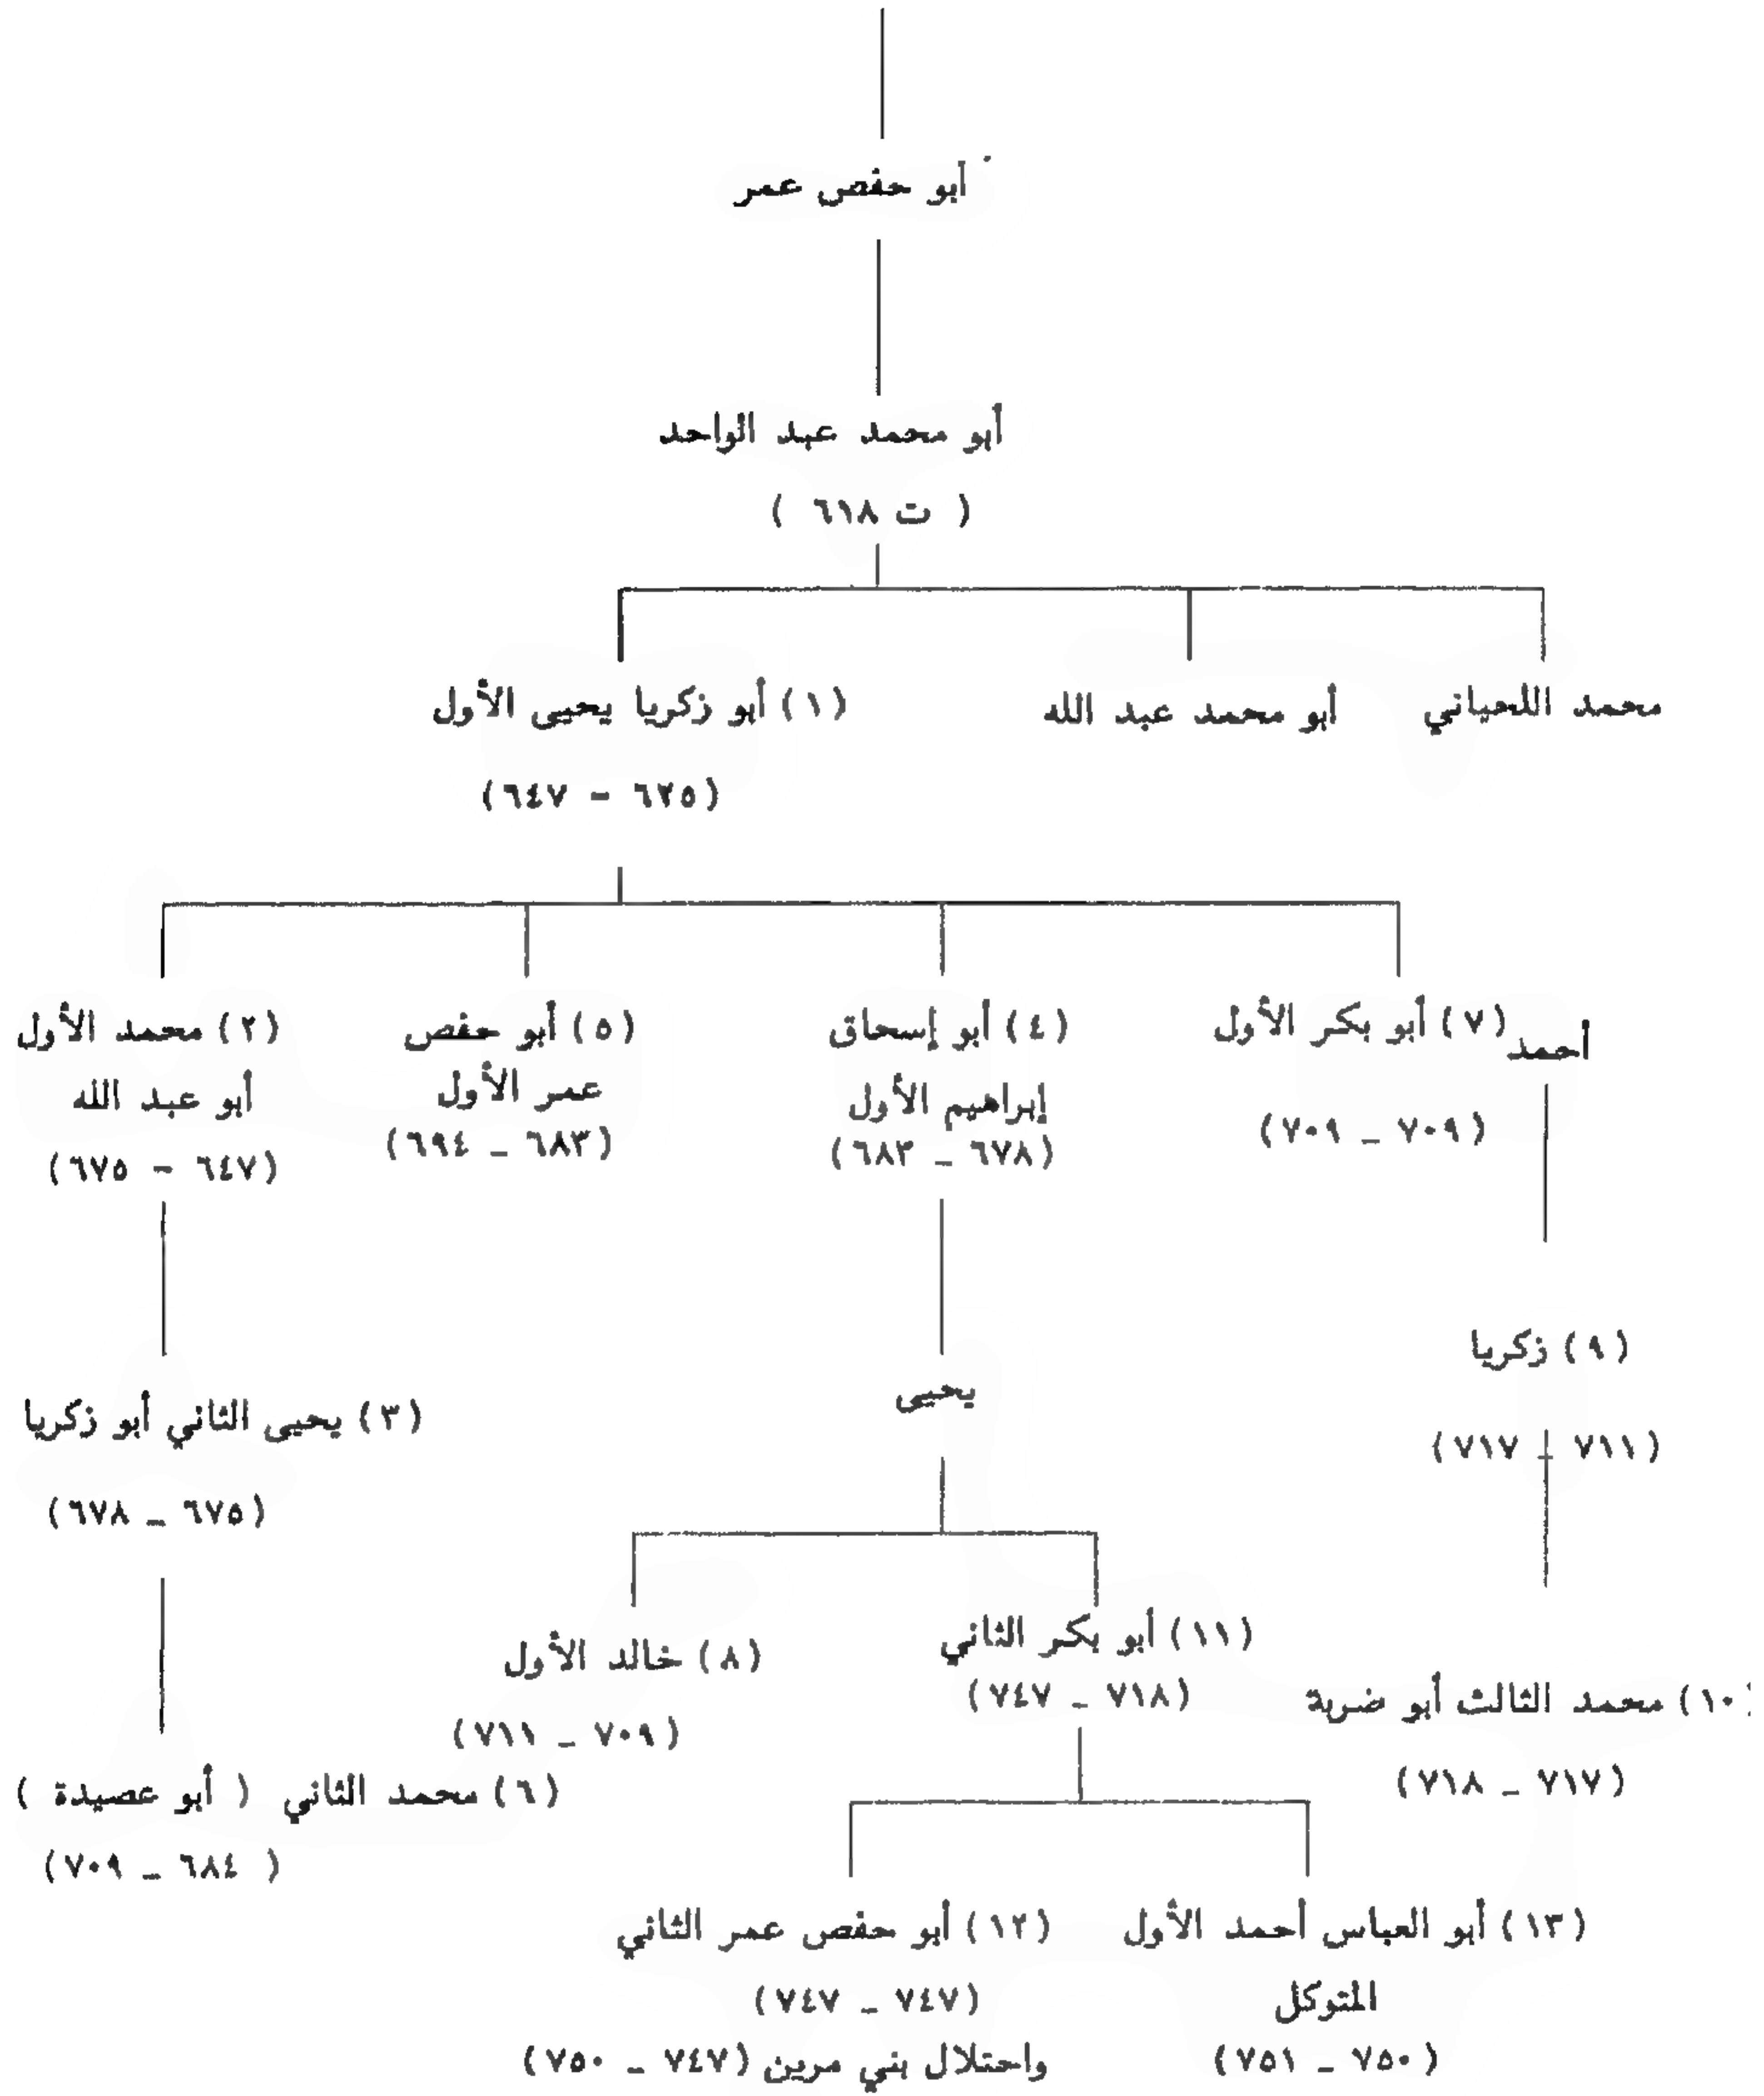 أبو حفص عمر
أبو محمد عبد الواحد
( ت ٦١٨ )
محمد اللحياني
أبو محمد عبد الله
(١) أبو زكريا يحيى الأول
(٦٢٥ - ٦٤٧)
أحمد
(٧) أبو بكر الأول
(٧٠٩ - ٧٠٩)
(٤) أبو إسحاق
إبراهيم الأول
(٦٧٨ - ٦٨٣)
(٥) أبو حفص
عمر الأول
(٦٨٣ - ٦٩٤)
(٢) محمد الأول
أبو عبد الله
(٦٤٧ - ٦٧٥)
(٩) زكريا
(٧١١ - ٧١٧)
يحيى
(٣) يحيى الثاني أبو زكريا
(٦٧٥ - ٦٧٨)
(١١) أبو بكر الثاني
(٧١٨ - ٧٤٧)
(٨) خالد الأول
(٧٠٩ - ٧١١)
(١٠) محمد الثالث أبو ضربة
(٧١٧ - ٧١٨)
(٦) محمد الثاني ( أبو عصيدة )
( ٦٨٤ - ٧٠٩)
(١٣) أبو العباس أحمد الأول
المتوكل
(٧٥٠ - ٧٥١)
(١٢) أبو حفص عمر الثاني
(٧٤٧ - ٧٤٧)
واحتلال بني مرين (٧٤٧ - ٧٥٠)